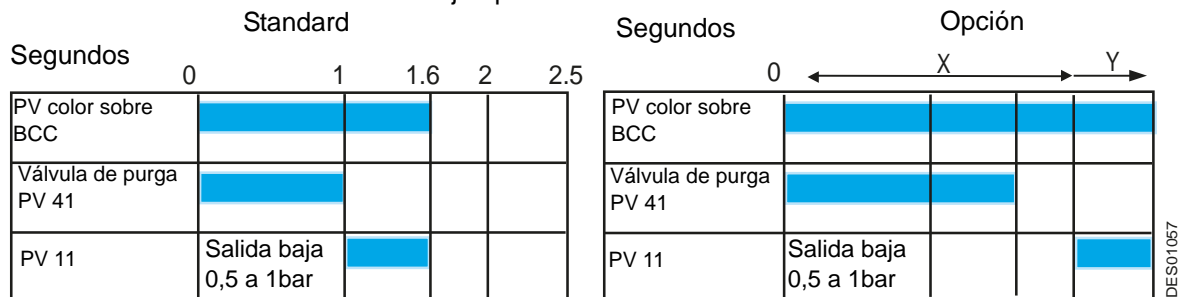 Standard
Segundos
0 1 1.6 2 2.5
PV color sobre
BCC
Válvula de purga
PV 41
PV 11
Salida baja
0,5 a 1bar
Opción
Segundos
0 X Y
PV color sobre
BCC
Válvula de purga
PV 41
PV 11
Salida baja
0,5 a 1bar
DES01057